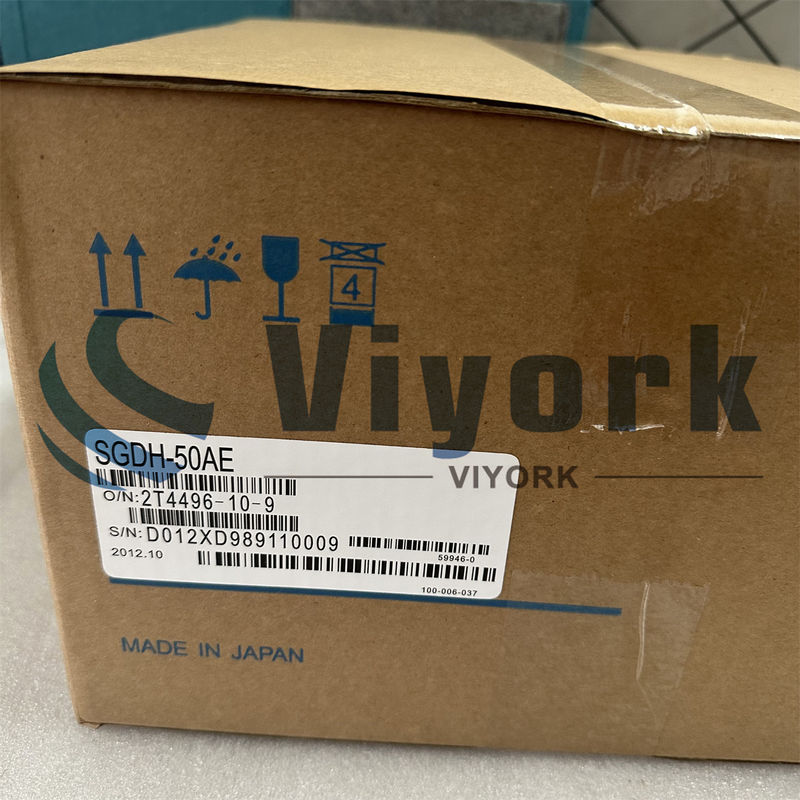 4
Viyork
VIYORK
SGDH-50AE
O/N:2T4496-10-9
S/N:D012XD989110009
59946-0
2012.10
100-006-037
MADE IN JAPAN